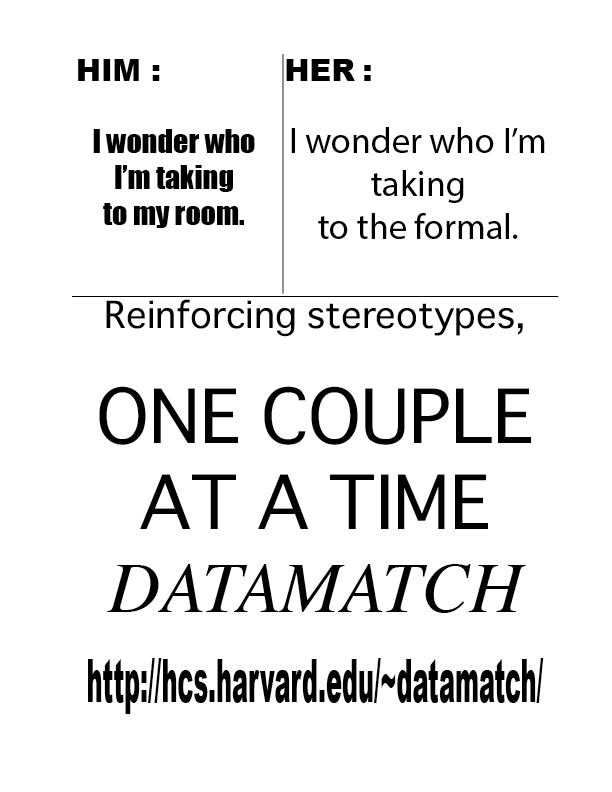 HIM :
I wonder who
I’m taking
to my room.
HER :
I wonder who I’m
taking
to the formal.
Reinforcing stereotypes,
ONE COUPLE
AT A TIME
DATAMATCH
http://hcs.harvard.edu/~datamatch/